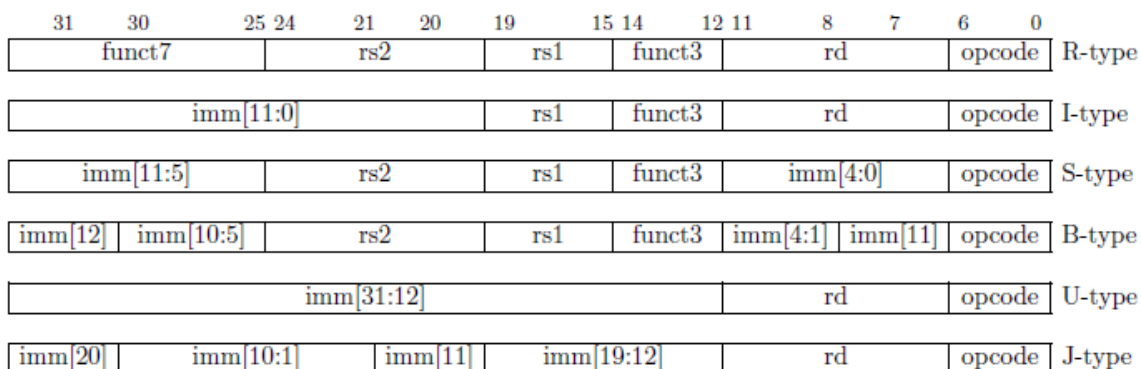 31 30 25 24 21 20 19 15 14 12 11 8 7 6 0
funct7 rs2 rs1 funct3 rd opcode R-type
imm[11:0] rs1 funct3 rd opcode I-type
imm[11:5] rs2 rs1 funct3 imm[4:0] opcode S-type
imm[12] imm[10:5] rs2 rs1 funct3 imm[4:1] imm[11] opcode B-type
imm[31:12] rd opcode U-type
imm[20] imm[10:1] imm[11] imm[19:12] rd opcode J-type